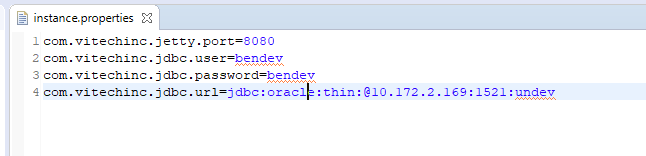 instance.properties
1 com.vitechinc.jetty.port=8080
2 com.vitechinc.jdbc.user=bendev
3 com.vitechinc.jdbc.password=bendev
4 com.vitechinc.jdbc.url=jdbc:oracle:thin:@10.172.2.169:1521:undev